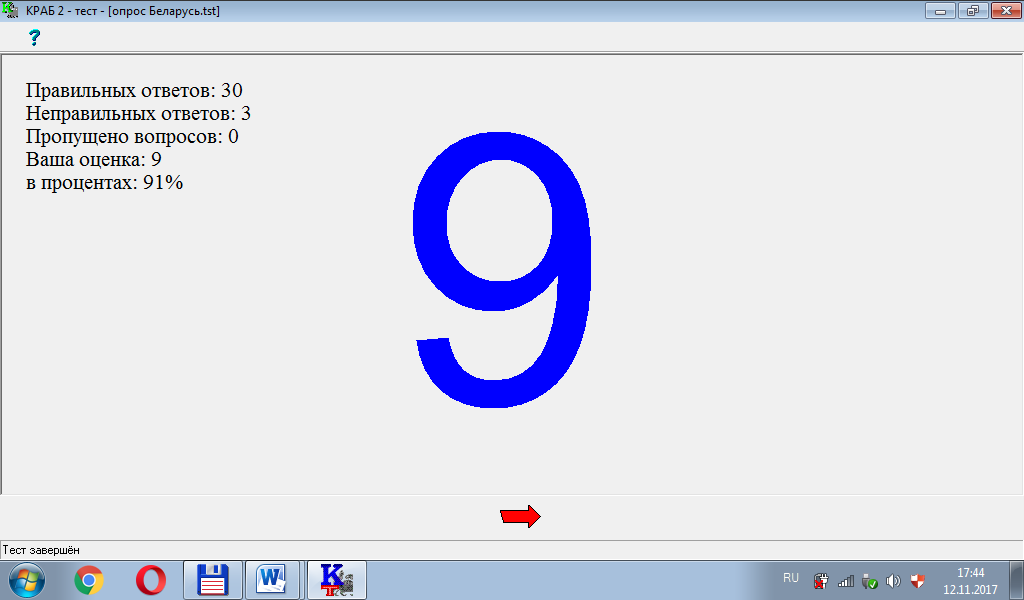 КРАБ 2 - тест - [опрос Беларусь.tst]
?
Правильных ответов: 30
Неправильных ответов: 3
Пропущено вопросов: 0
Ваша оценка: 9
в процентах: 91%
9
Тест завершён
RU
17:44
12.11.2017